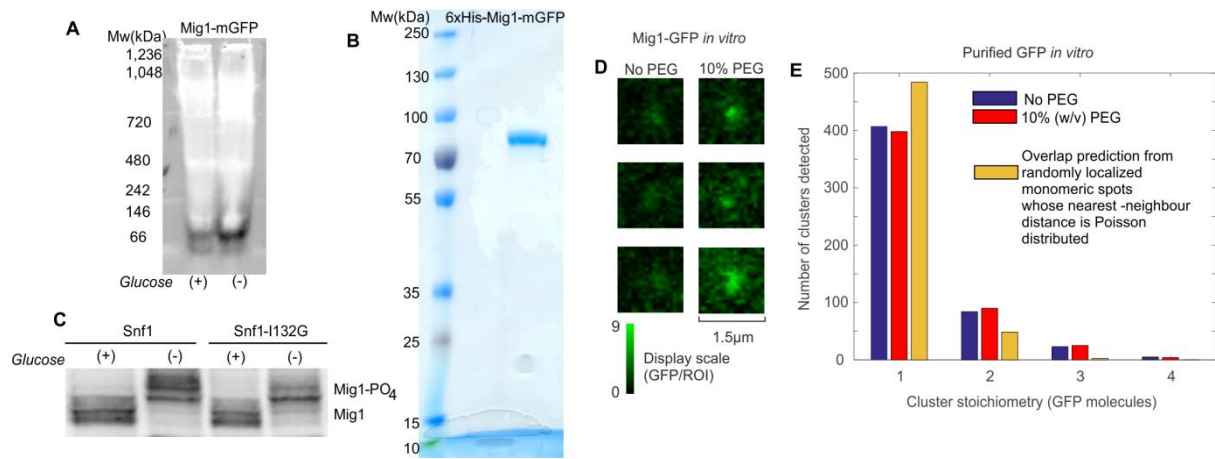 A
Mw(kDa)
Mig1-mGFP
1,236
1,048
720
480
242
146
66
Glucose
(+)
(-)
B
Mw(kDa)
6xHis-Mig1-mGFP
250
130
100
70
55
35
25
15
10
C
Snf1
Snf1-I132G
Glucose
(+)
(-)
(+)
(-)
Mig1-PO4
Mig1
D
Mig1-GFP in vitro
No PEG
10% PEG
9
0
1.5µm
Display scale
(GFP/ROI)
E
Purified GFP in vitro
Number of clusters detected
500
400
300
200
100
0
No PEG
10% (w/v) PEG
Overlap prediction from
randomly localized
monomeric spots
whose nearest -neighbour
distance is Poisson
distributed
1
2
3
4
Cluster stoichiometry (GFP molecules)